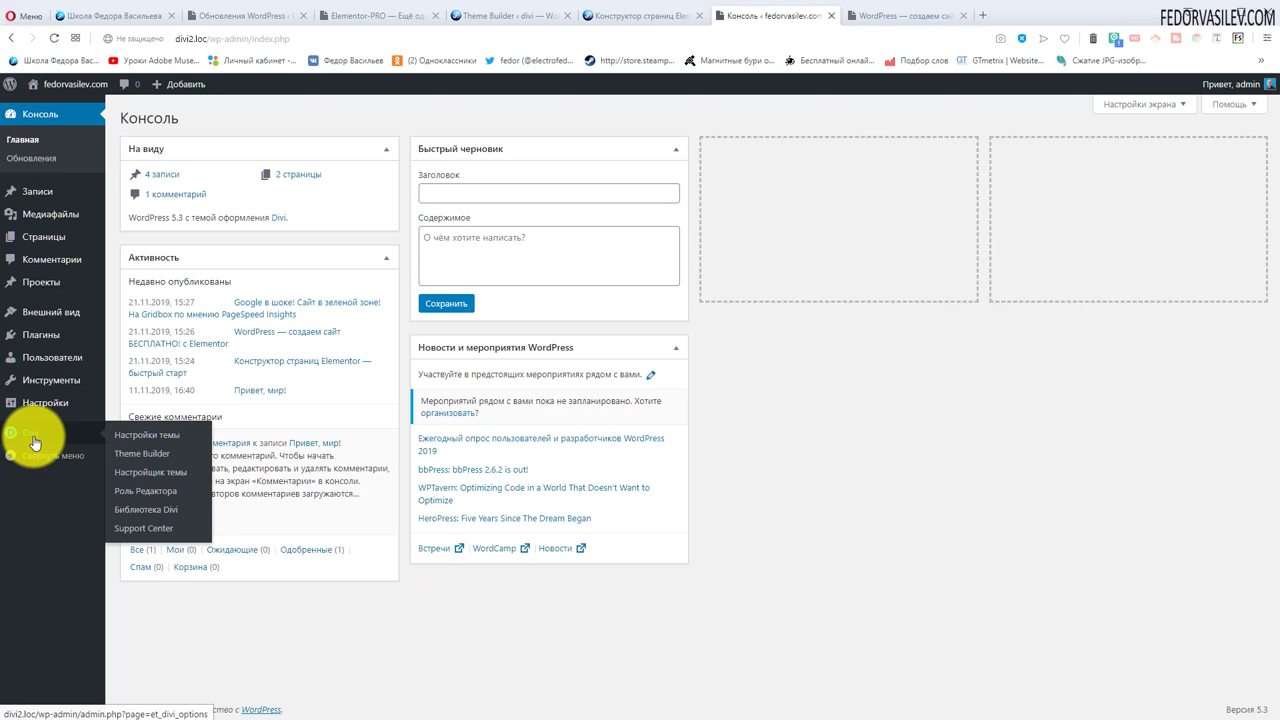 Меню
Школа Федора Васильева
Обновления WordPress ‹
Elementor-PRO — Ещё од
Theme Builder ‹ divi — Wo
Конструктор страниц Elem
Консоль ‹ fedorvasilev.com
WordPress — создаем сай
FEDORVASILEV.COM
Не защищено
divi2.loc/wp-admin/index.php
Школа Федора Вас...
Уроки Adobe Muse...
Личный кабинет -...
Федор Васильев
(2) Одноклассники
fedor (@electrofed...
http://store.steamp...
Магнитные бури о...
Бесплатный онлай...
Подбор слов
GTmetrix | Website...
Сжатие JPG-изобр...
fedorvasilev.com
0
Добавить
Привет, admin
Консоль
Главная
Обновления
Записи
Медиафайлы
Страницы
Комментарии
Проекты
Внешний вид
Плагины
Пользователи
Инструменты
Настройки
Divi
Свернуть меню
Настройки темы
Theme Builder
Настройщик темы
Роль Редактора
Библиотека Divi
Support Center
Настройки экрана
Помощь
Консоль
На виду
4 записи
2 страницы
1 комментарий
WordPress 5.3 с темой оформления Divi.
Активность
Недавно опубликованы
21.11.2019, 15:27 Google в шоке! Сайт в зеленой зоне!
На Gridbox по мнению PageSpeed Insights
21.11.2019, 15:26 WordPress — создаем сайт
БЕСПЛАТНО! с Elementor
21.11.2019, 15:24 Конструктор страниц Elementor —
быстрый старт
11.11.2019, 16:40 Привет, мир!
Свежие комментарии
к записи Привет, мир!
комментарий. Чтобы начать
редактировать и удалять комментарии,
на экран «Комментарии» в консоли.
комментариев загружаются...
Все (1) | Мои (0) | Ожидающие (0) | Одобренные (1) |
Спам (0) | Корзина (0)
Быстрый черновик
Заголовок
Содержимое
О чём хотите написать?
Сохранить
Новости и мероприятия WordPress
Участвуйте в предстоящих мероприятиях рядом с вами.
Мероприятий рядом с вами пока не запланировано. Хотите
организовать?
Ежегодный опрос пользователей и разработчиков WordPress
2019
bbPress: bbPress 2.6.2 is out!
WPTavern: Optimizing Code in a World That Doesn't Want to
Optimize
HeroPress: Five Years Since The Dream Began
Встречи | WordCamp | Новости
с WordPress.
Версия 5.3
divi2.loc/wp-admin/admin.php?page=et_divi_options